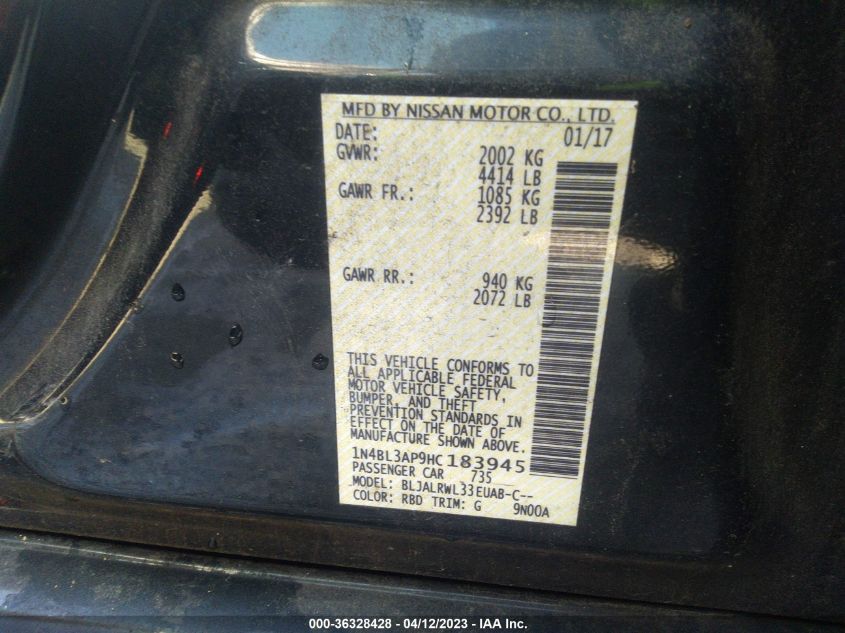 MFD BY NISSAN MOTOR CO., LTD.
DATE: 01/17
GVWR: 2002 KG
4414 LB
GAWR FR.: 1085 KG
2392 LB
GAWR RR.: 940 KG
2072 LB
THIS VEHICLE CONFORMS TO
ALL APPLICABLE FEDERAL
MOTOR VEHICLE SAFETY,
BUMPER, AND THEFT
PREVENTION STANDARDS IN
EFFECT ON THE DATE OF
MANUFACTURE SHOWN ABOVE.
1N4BL3AP9HC183945
PASSENGER CAR 735
MODEL: BLJALRWL33EUAB-C--
COLOR: RBD TRIM: G 9N00A
000-36328428 - 04/12/2023 - IAA Inc.